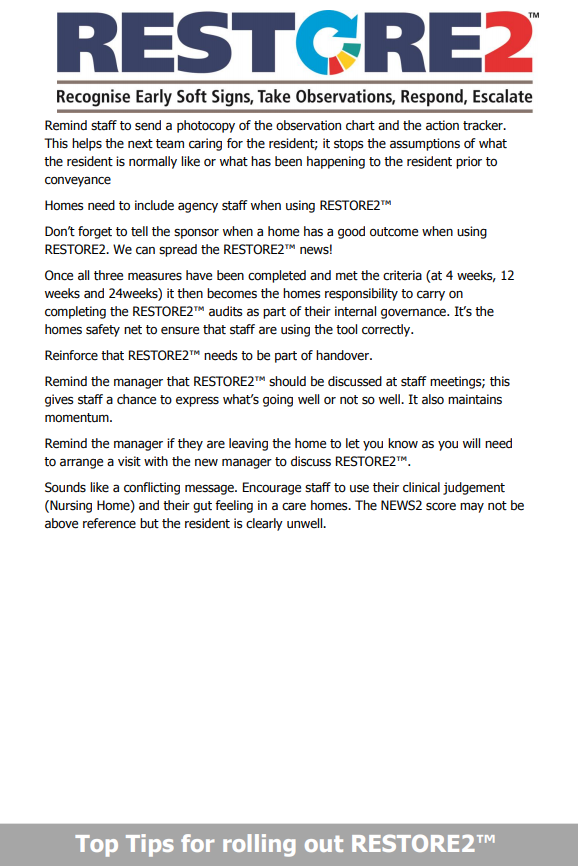 RESTORE2™
Recognise Early Soft Signs, Take Observations, Respond, Escalate
Remind staff to send a photocopy of the observation chart and the action tracker.
This helps the next team caring for the resident; it stops the assumptions of what
the resident is normally like or what has been happening to the resident prior to
conveyance
Homes need to include agency staff when using RESTORE2™
Don’t forget to tell the sponsor when a home has a good outcome when using
RESTORE2. We can spread the RESTORE2™ news!
Once all three measures have been completed and met the criteria (at 4 weeks, 12
weeks and 24weeks) it then becomes the homes responsibility to carry on
completing the RESTORE2™ audits as part of their internal governance. It’s the
homes safety net to ensure that staff are using the tool correctly.
Reinforce that RESTORE2™ needs to be part of handover.
Remind the manager that RESTORE2™ should be discussed at staff meetings; this
gives staff a chance to express what’s going well or not so well. It also maintains
momentum.
Remind the manager if they are leaving the home to let you know as you will need
to arrange a visit with the new manager to discuss RESTORE2™.
Sounds like a conflicting message. Encourage staff to use their clinical judgement
(Nursing Home) and their gut feeling in a care homes. The NEWS2 score may not be
above reference but the resident is clearly unwell.
Top Tips for rolling out RESTORE2™